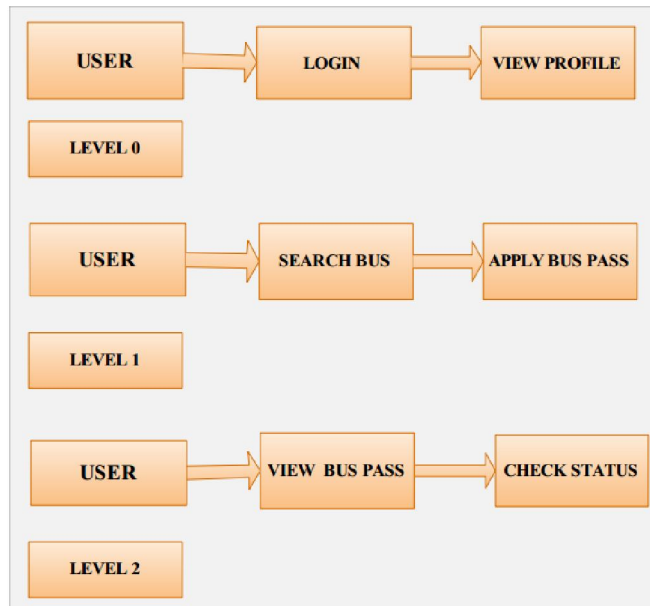 USER
LOGIN
VIEW PROFILE
LEVEL 0
USER
SEARCH BUS
APPLY BUS PASS
LEVEL 1
USER
VIEW BUS PASS
CHECK STATUS
LEVEL 2